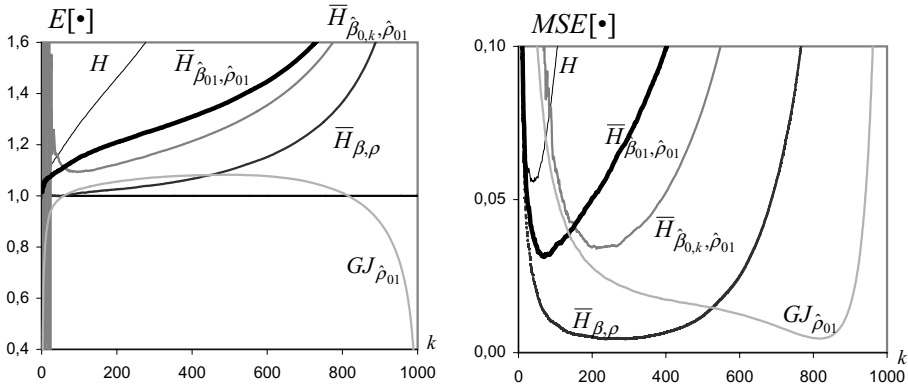 E[•]
H̅_{β̂_{0,k}, ρ̂_{01}}
1,6
H
H̅_{β̂_{01}, ρ̂_{01}}
1,4
1,2
H̅_{β,ρ}
1,0
0,8
GJ_{ρ̂_{01}}
0,6
0,4
k
0 200 400 600 800 1000
MSE[•]
0,10
H
H̅_{β̂_{01}, ρ̂_{01}}
0,05
H̅_{β̂_{0,k}, ρ̂_{01}}
H̅_{β,ρ}
GJ_{ρ̂_{01}}
0,00
k
0 200 400 600 800 1000